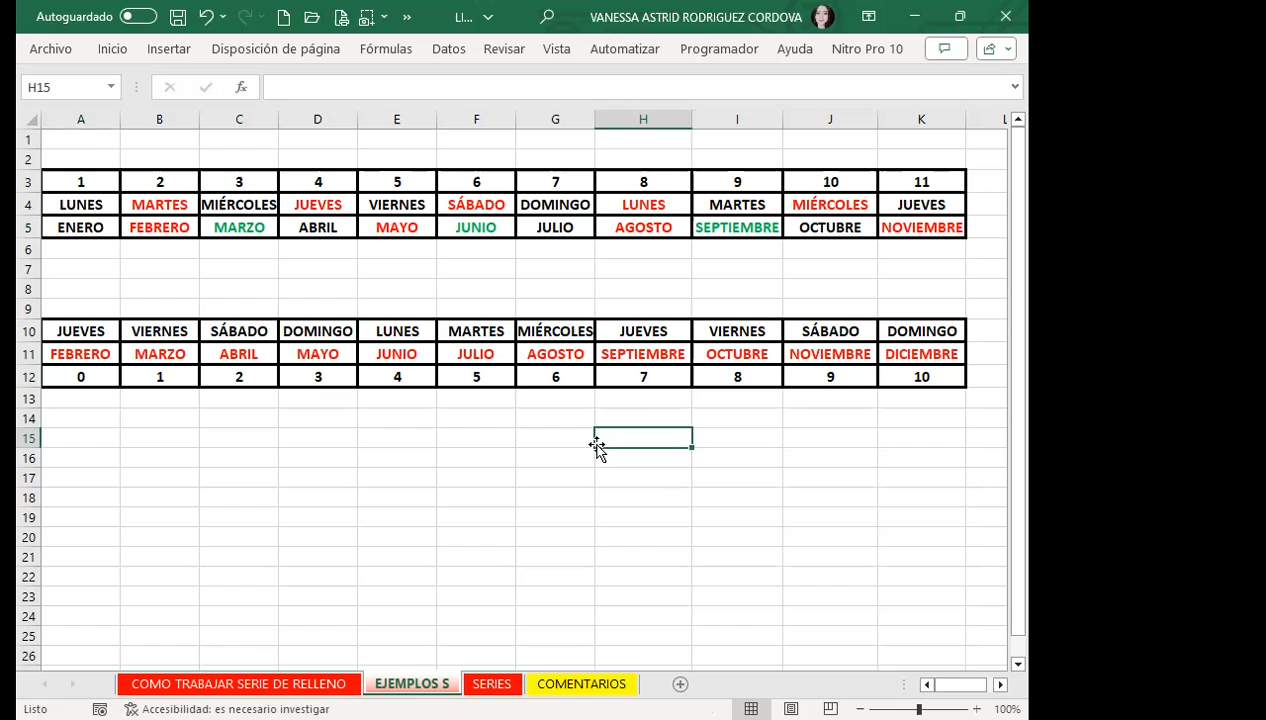 Autoguardado
LI...
VANESSA ASTRID RODRIGUEZ CORDOVA
Archivo Inicio Insertar Disposición de página Fórmulas Datos Revisar Vista Automatizar Programador Ayuda Nitro Pro 10
H15 fx
A B C D E F G H I J K L
1
2
3 1 2 3 4 5 6 7 8 9 10 11
4 LUNES MARTES MIÉRCOLES JUEVES VIERNES SÁBADO DOMINGO LUNES MARTES MIÉRCOLES JUEVES
5 ENERO FEBRERO MARZO ABRIL MAYO JUNIO JULIO AGOSTO SEPTIEMBRE OCTUBRE NOVIEMBRE
6
7
8
9
10 JUEVES VIERNES SÁBADO DOMINGO LUNES MARTES MIÉRCOLES JUEVES VIERNES SÁBADO DOMINGO
11 FEBRERO MARZO ABRIL MAYO JUNIO JULIO AGOSTO SEPTIEMBRE OCTUBRE NOVIEMBRE DICIEMBRE
12 0 1 2 3 4 5 6 7 8 9 10
13
14
15
16
17
18
19
20
21
22
23
24
25
26
COMO TRABAJAR SERIE DE RELLENO EJEMPLOS S SERIES COMENTARIOS
Listo Accesibilidad: es necesario investigar 100%